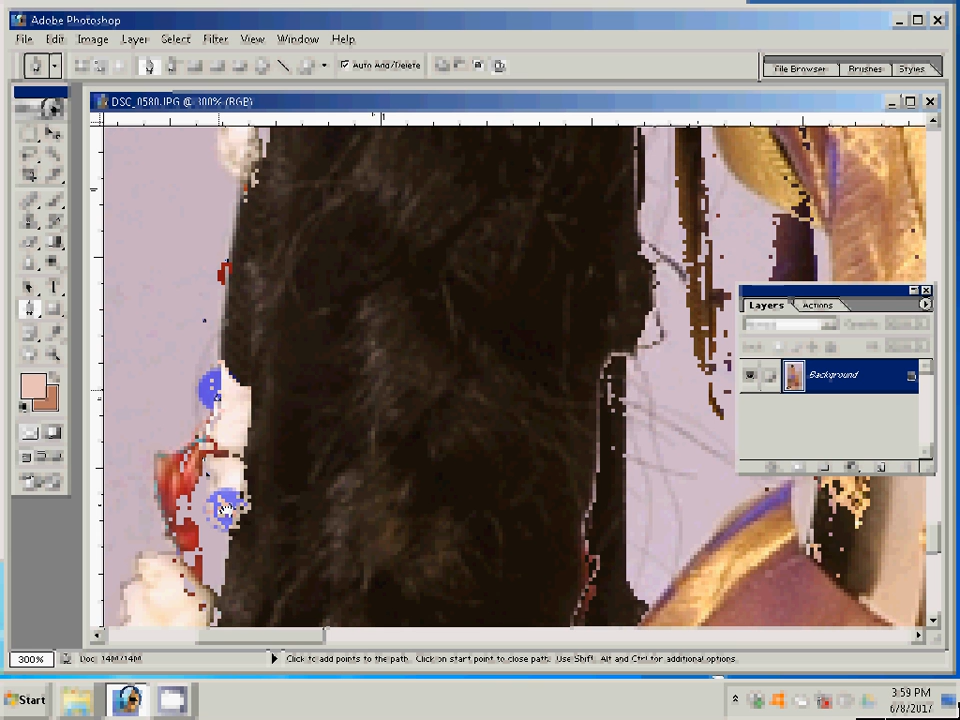 Adobe Photoshop
File Edit Image Layer Select Filter View Window Help
Auto Add/Delete
File Browser Brushes Styles
DSC_0580.JPG @ 300% (RGB)
1
Layers Actions
Background
300%
Doc: 14M/14M
Click to add points to the path. Click on start point to close path. Use Shift, Alt and Ctrl for additional options.
Start
3:59 PM
6/8/2017